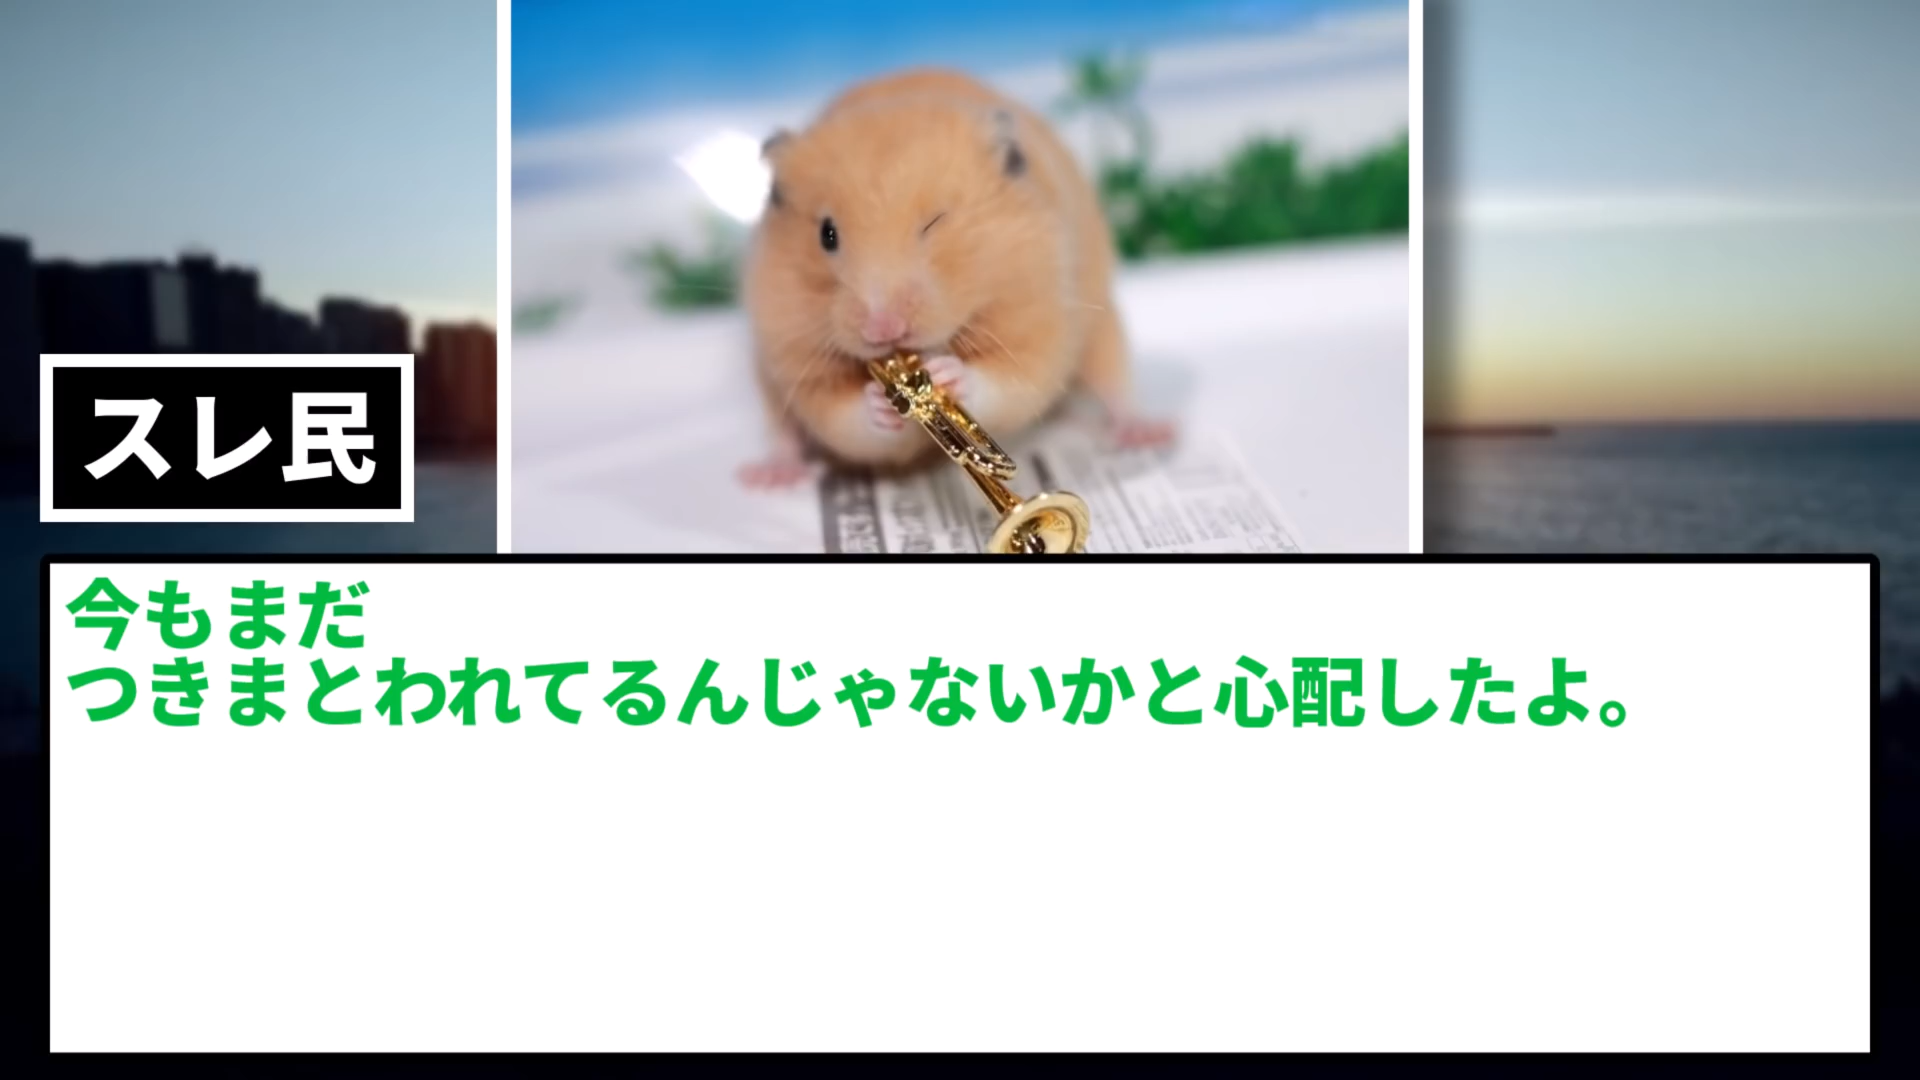 スレ民
今もまだ
つきまとわれてるんじゃないかと心配したよ。